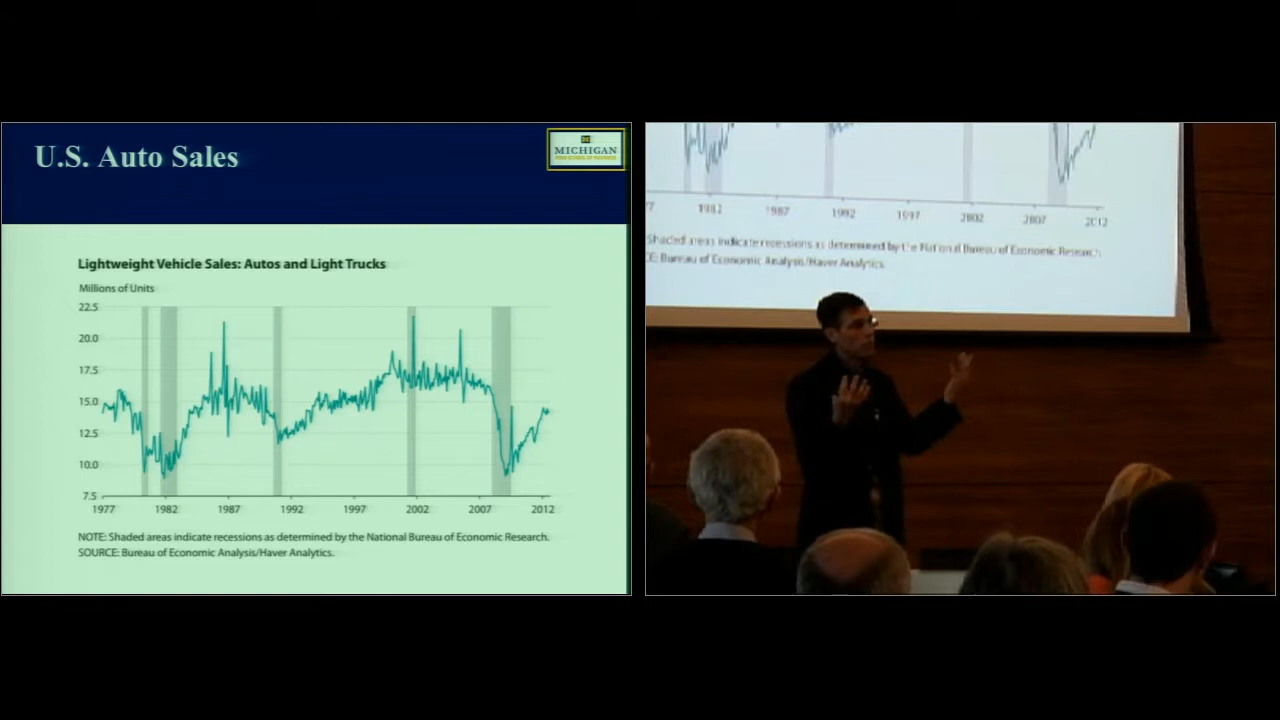 U.S. Auto Sales
MICHIGAN
Lightweight Vehicle Sales: Autos and Light Trucks
Millions of Units
22.5
20.0
17.5
15.0
12.5
10.0
7.5
1977 1982 1987 1992 1997 2002 2007 2012
NOTE: Shaded areas indicate recessions as determined by the National Bureau of Economic Research.
SOURCE: Bureau of Economic Analysis/Haver Analytics.
7 1982 1987 1992 1997 2002 2007 2012
Shaded areas indicate recessions as determined by the National Bureau of Economic Research.
CE: Bureau of Economic Analysis/Haver Analytics.